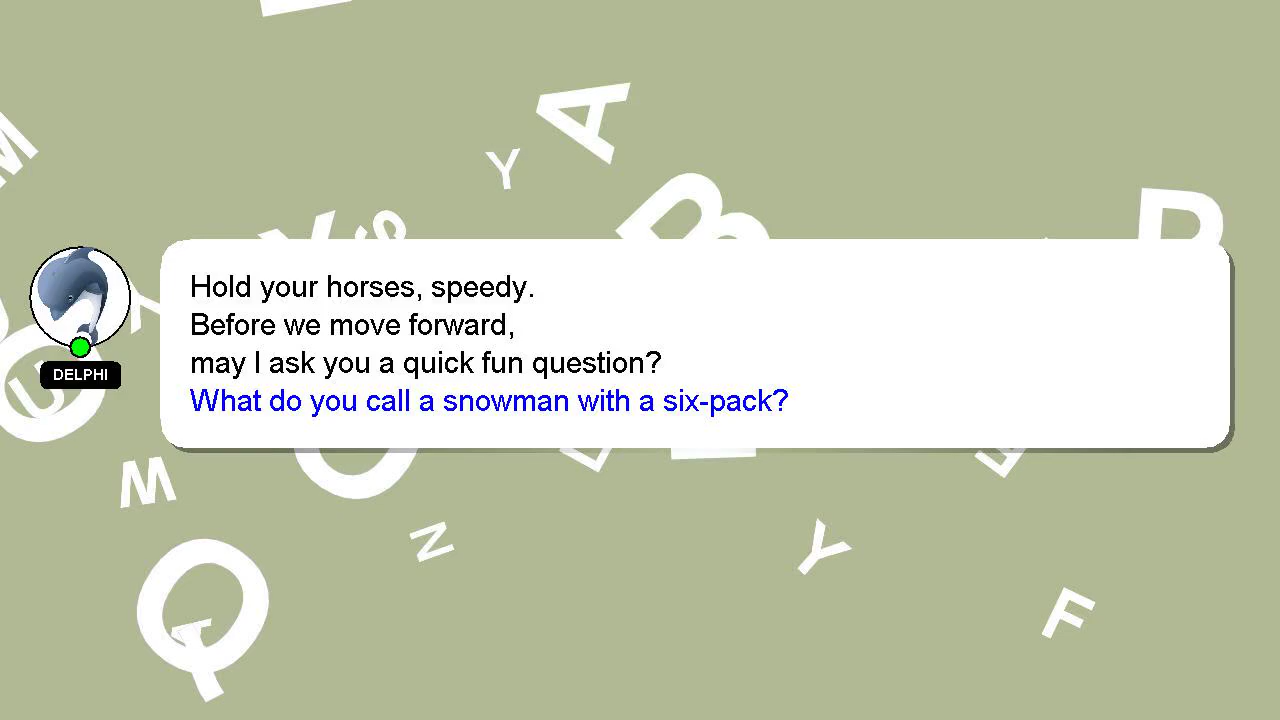 A
M
Y
B
S
Y
R
Hold your horses, speedy.
Before we move forward,
may I ask you a quick fun question?
What do you call a snowman with a six-pack?
DELPHI
U
W
Z
Y
Q
T
F